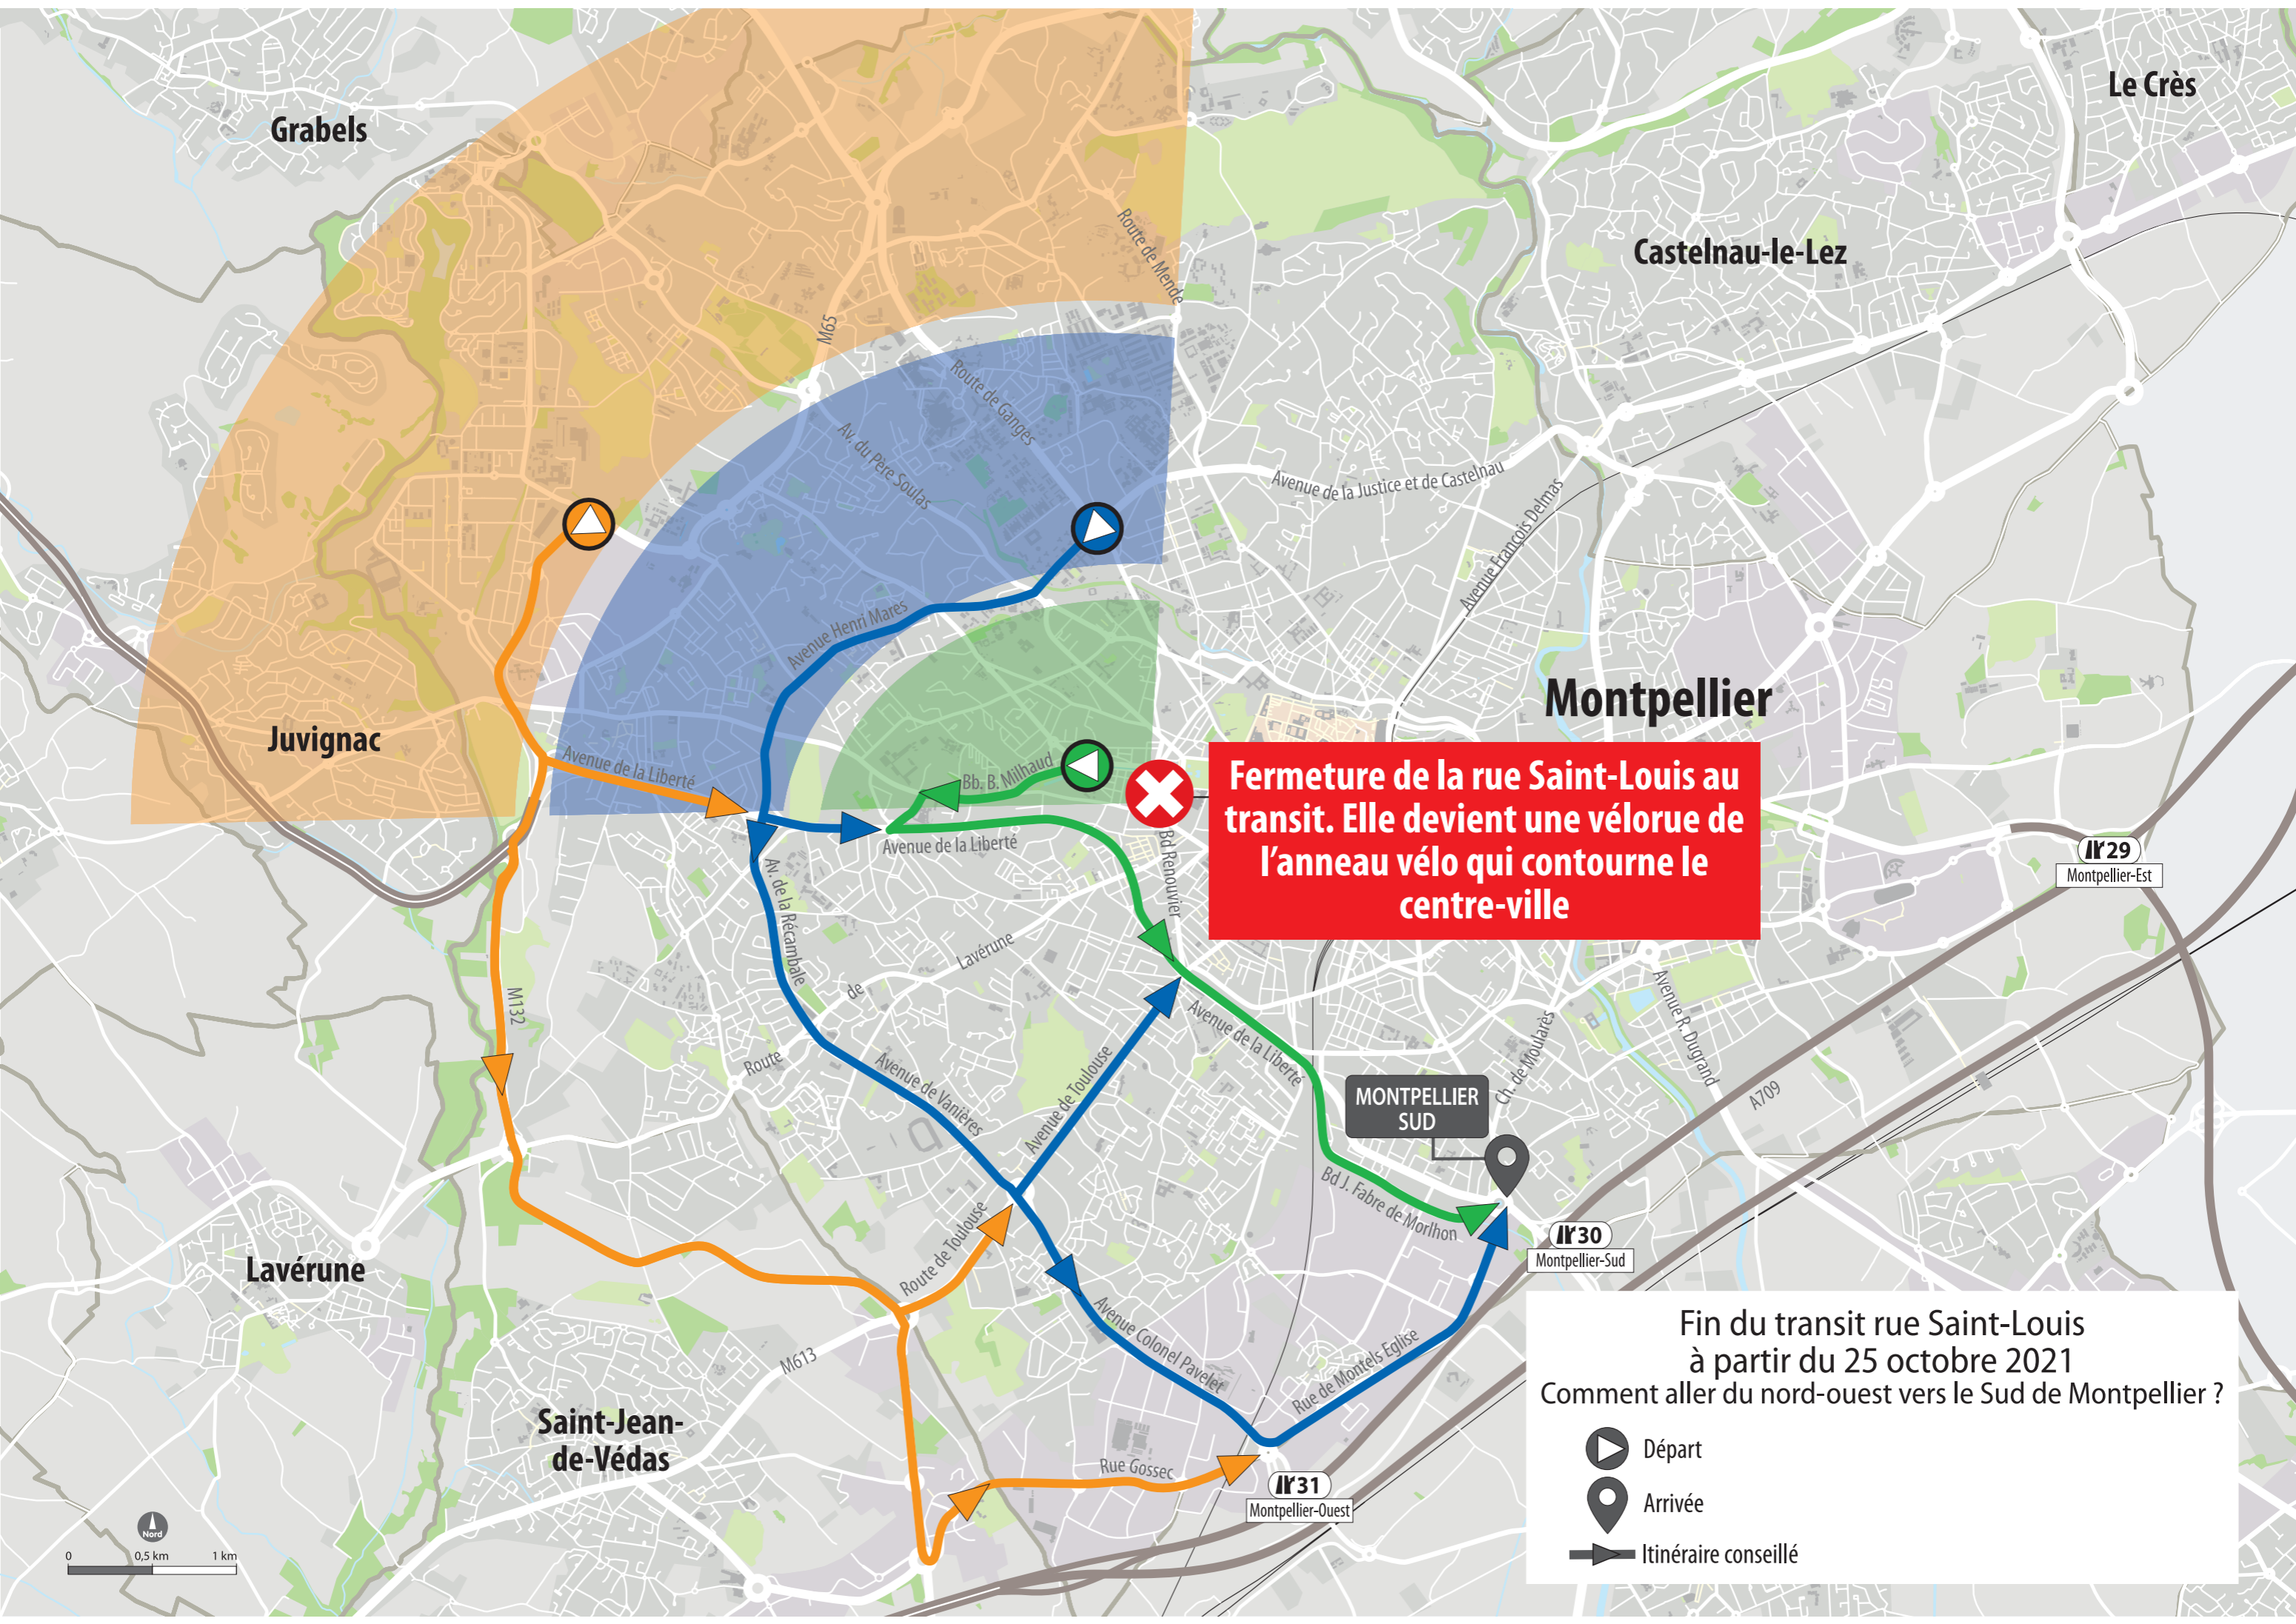 Le Crès
Grabels
Route de Mende
Castelnau-le-Lez
M65
Route de Ganges
Av. du Père Soulas
Avenue de la Justice et de Castelnau
Avenue François Delmas
Avenue Henri Mares
Montpellier
Juvignac
Avenue de la Liberté
Bb. B. Milhaud
Fermeture de la rue Saint-Louis au
transit. Elle devient une vélorue de
l'anneau vélo qui contourne le
centre-ville
Avenue de la Liberté
Bd Renouvier
29
Montpellier-Est
Av. de la Récambale
Route de Lavérune
M132
Avenue de la Liberté
Ch. de Moularès
Avenue R. Dugrand
A709
Avenue de Vanières
Avenue de Toulouse
MONTPELLIER
SUD
Bd J. Fabre de Morlhon
30
Montpellier-Sud
Lavérune
Route de Toulouse
M613
Avenue Colonel Pavelet
Rue de Montels Eglise
Saint-Jean-
de-Védas
Rue Gossec
31
Montpellier-Ouest
Fin du transit rue Saint-Louis
à partir du 25 octobre 2021
Comment aller du nord-ouest vers le Sud de Montpellier ?
Départ
Arrivée
Itinéraire conseillé
Nord
0 0,5 km 1 km